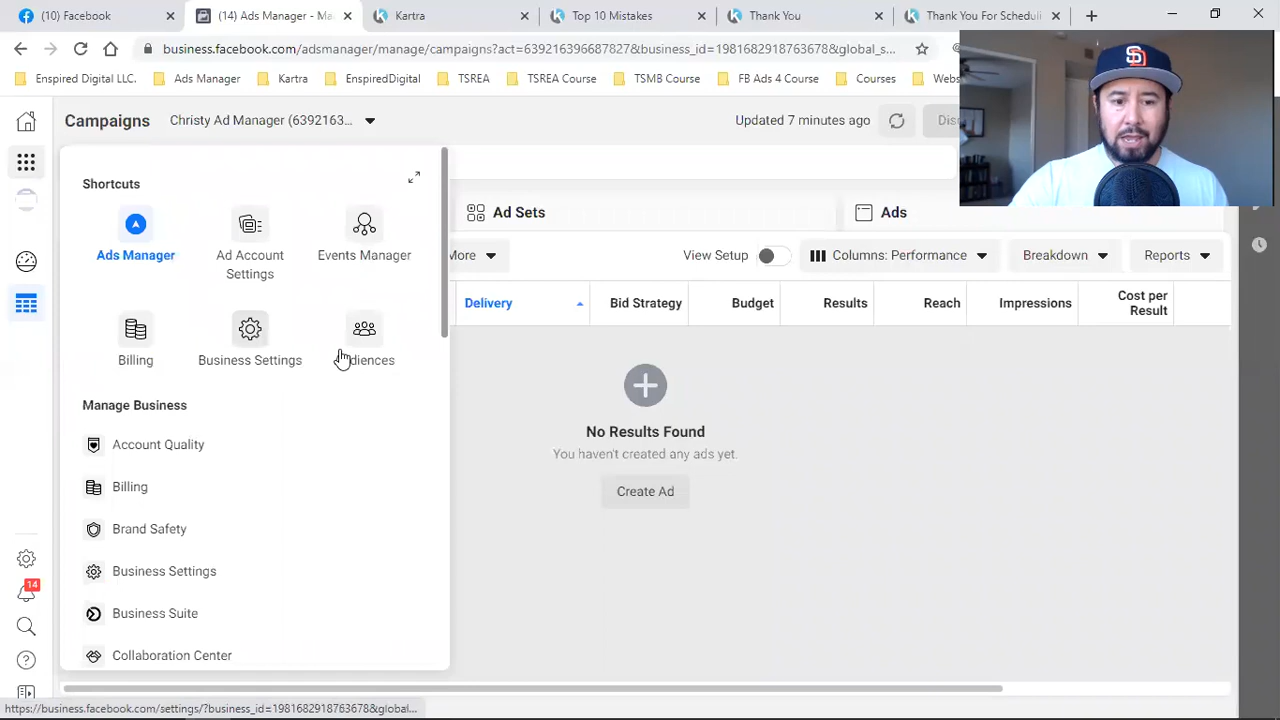 (10) Facebook
(14) Ads Manager - Ma
Kartra
Top 10 Mistakes
Thank You
Thank You For Scheduli
business.facebook.com/adsmanager/manage/campaigns?act=639216396687827&business_id=1981682918763678&global_s...
Enspired Digital LLC.
Ads Manager
Kartra
EnspiredDigital
TSREA
TSREA Course
TSMB Course
FB Ads 4 Course
Courses
Webs
Campaigns
Christy Ad Manager (6392163...
Updated 7 minutes ago
Dis
Shortcuts
Ads Manager
Ad Account Settings
Events Manager
Billing
Business Settings
diences
Manage Business
Account Quality
Billing
Brand Safety
Business Settings
Business Suite
Collaboration Center
Ad Sets
Ads
More
View Setup
Columns: Performance
Breakdown
Reports
Delivery
Bid Strategy
Budget
Results
Reach
Impressions
Cost per Result
No Results Found
You haven't created any ads yet.
Create Ad
14
SD
https://business.facebook.com/settings/?business_id=1981682918763678&global...